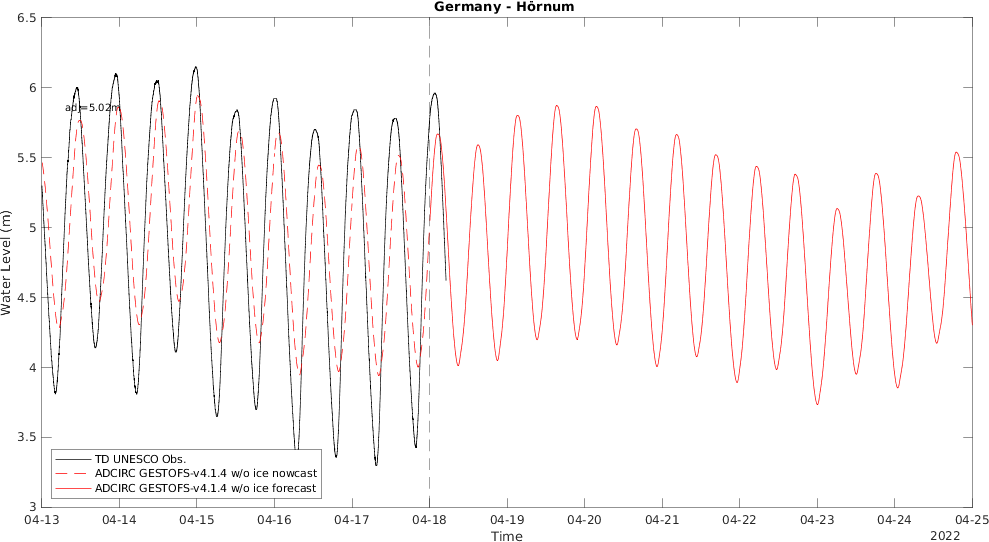 Germany - Hörnum
6.5
6
5.5
5
4.5
4
3.5
3
Water Level (m)
adj=5.02m
TD UNESCO Obs.
ADCIRC GESTOFS-v4.1.4 w/o ice nowcast
ADCIRC GESTOFS-v4.1.4 w/o ice forecast
04-13 04-14 04-15 04-16 04-17 04-18 04-19 04-20 04-21 04-22 04-23 04-24 04-25
Time
2022